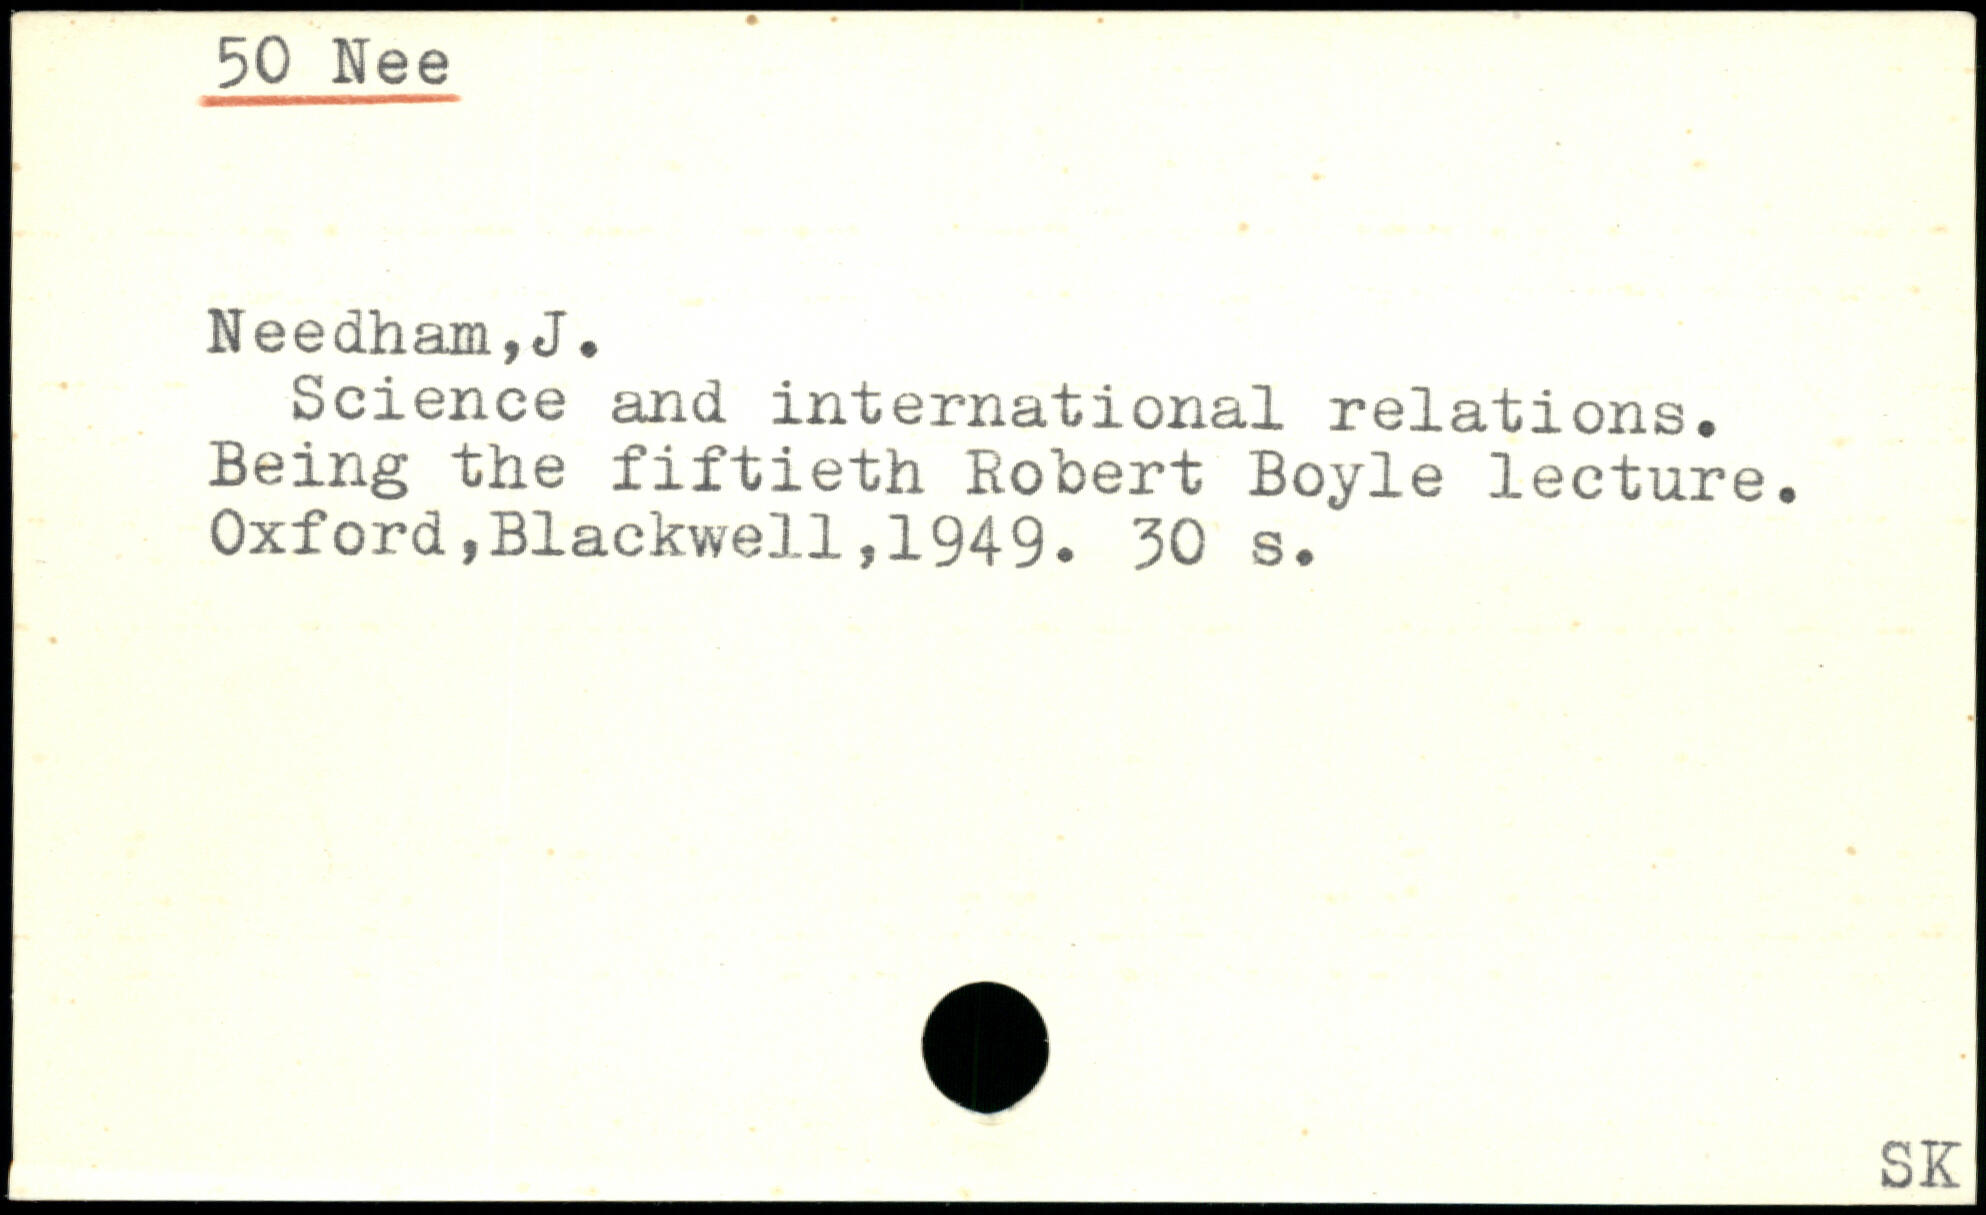 50 Nee
Needham,J.
Science and international relations.
Being the fiftieth Robert Boyle lecture.
Oxford,Blackwell,1949. 30 s.
SK